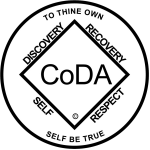 TO THINE OWN
DISCOVERY
RECOVERY
CoDA
SELF
RESPECT
©
SELF BE TRUE